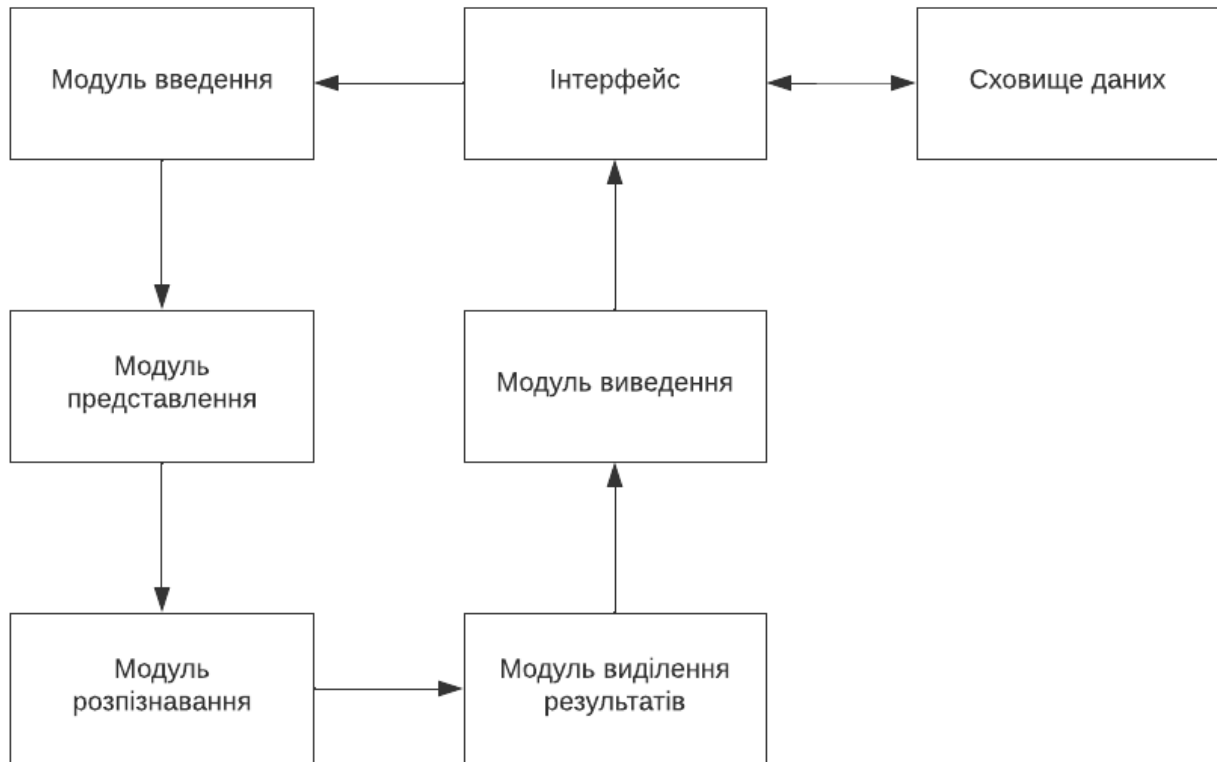 Модуль введення
Інтерфейс
Сховище даних
Модуль
представлення
Модуль виведення
Модуль
розпізнавання
Модуль виділення
результатів